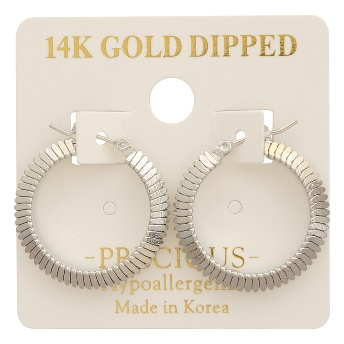 14K GOLD DIPPED
- PRECIOUS -
Hypoallergenic
Made in Korea